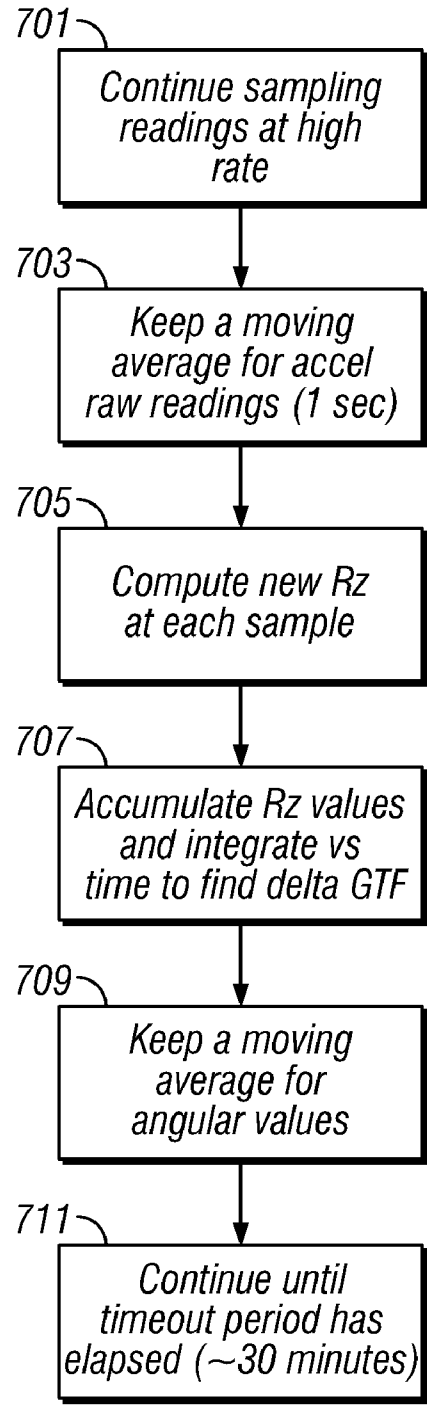 701
Continue sampling
readings at high
rate
703
Keep a moving
average for accel
raw readings (1 sec)
705
Compute new Rz
at each sample
707
Accumulate Rz values
and integrate vs
time to find delta GTF
709
Keep a moving
average for
angular values
711
Continue until
timeout period has
elapsed (~30 minutes)